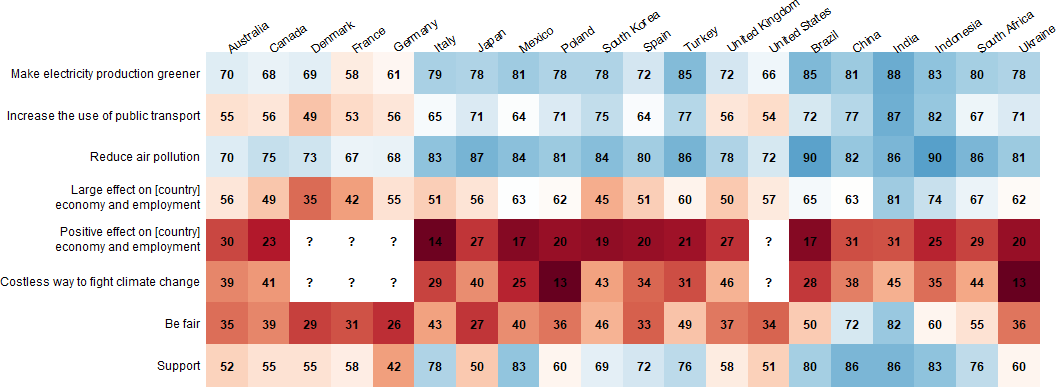 Australia Canada Denmark France Germany Italy Japan Mexico Poland South Korea Spain Turkey United Kingdom United States Brazil China India Indonesia South Africa Ukraine
Make electricity production greener 70 68 69 58 61 79 78 81 78 78 72 85 72 66 85 81 88 83 80 78
Increase the use of public transport 55 56 49 53 56 65 71 64 71 75 64 77 56 54 72 77 87 82 67 71
Reduce air pollution 70 75 73 67 68 83 87 84 81 84 80 86 78 72 90 82 86 90 86 81
Large effect on [country]
economy and employment 56 49 35 42 55 51 56 63 62 45 51 60 50 57 65 63 81 74 67 62
Positive effect on [country]
economy and employment 30 23 ? ? ? 14 27 17 20 19 20 21 27 ? 17 31 31 25 29 20
Costless way to fight climate change 39 41 ? ? ? 29 40 25 13 43 34 31 46 ? 28 38 45 35 44 13
Be fair 35 39 29 31 26 43 27 40 36 46 33 49 37 34 50 72 82 60 55 36
Support 52 55 55 58 42 78 50 83 60 69 72 76 58 51 80 86 86 83 76 60